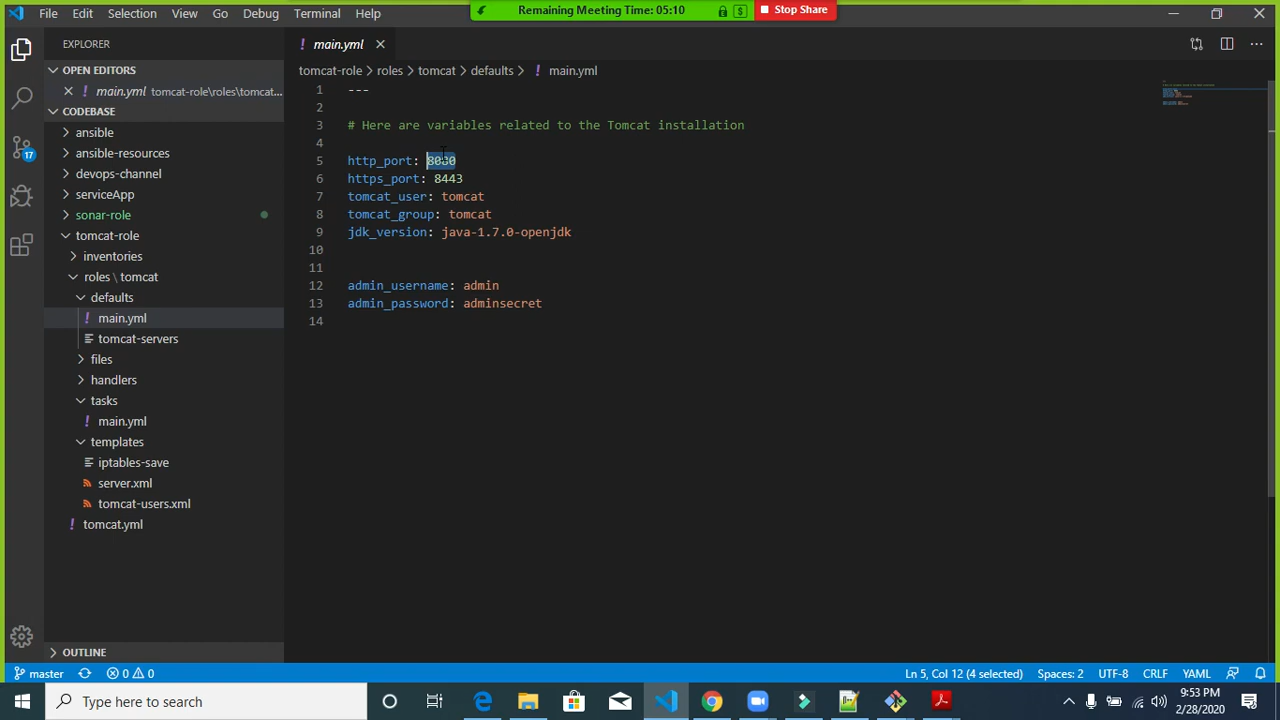 File Edit Selection View Go Debug Terminal Help
Remaining Meeting Time: 05:10
Stop Share
EXPLORER
OPEN EDITORS
main.yml tomcat-role\roles\tomcat...
CODEBASE
ansible
ansible-resources
devops-channel
serviceApp
sonar-role
tomcat-role
inventories
roles \ tomcat
defaults
main.yml
tomcat-servers
files
handlers
tasks
main.yml
templates
iptables-save
server.xml
tomcat-users.xml
tomcat.yml
OUTLINE
17
main.yml
tomcat-role > roles > tomcat > defaults > main.yml
1 ---
2
3 # Here are variables related to the Tomcat installation
4
5 http_port: 8080
6 https_port: 8443
7 tomcat_user: tomcat
8 tomcat_group: tomcat
9 jdk_version: java-1.7.0-openjdk
10
11
12 admin_username: admin
13 admin_password: adminsecret
14
master 0 0 Ln 5, Col 12 (4 selected) Spaces: 2 UTF-8 CRLF YAML
Type here to search
9:53 PM
2/28/2020